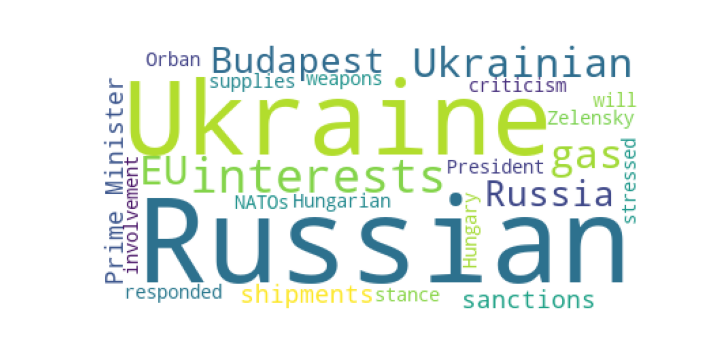 Orban
Budapest
Ukrainian
supplies
weapons
criticism
Ukraine
will
Zelensky
Prime Minister
involvement
EU
interests
President
gas
stressed
NATOs
Hungarian
Hungary
Russia
Russian
responded
shipments
stance
sanctions